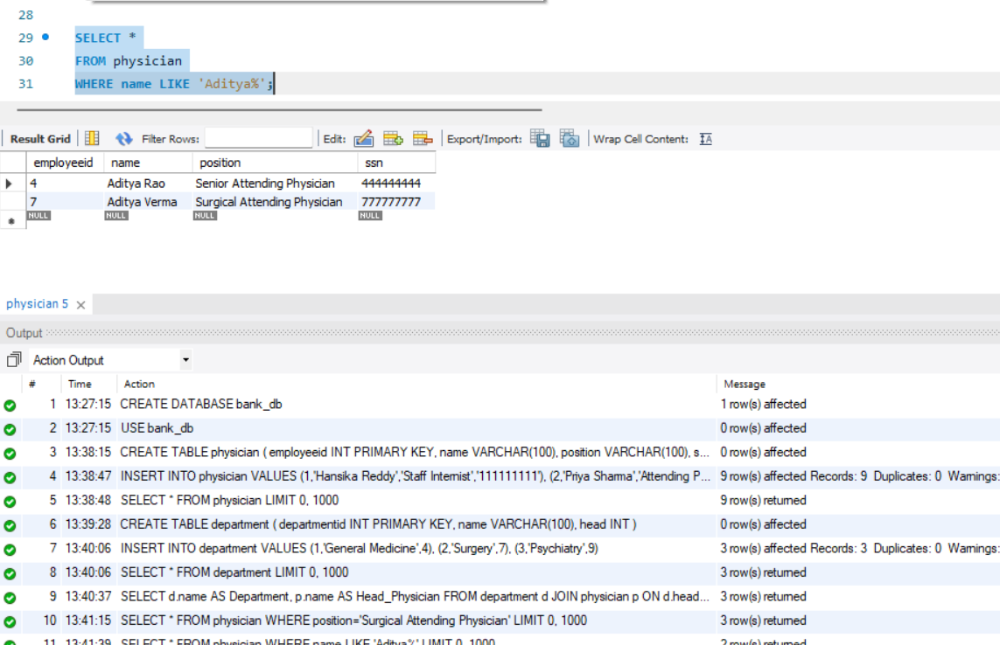 28
29 SELECT *
30 FROM physician
31 WHERE name LIKE 'Aditya%';
Result Grid Filter Rows: Edit: Export/Import: Wrap Cell Content: IA
employeeid name position ssn
4 Aditya Rao Senior Attending Physician 444444444
7 Aditya Verma Surgical Attending Physician 777777777
NULL NULL NULL NULL
physician 5
Output
Action Output
# Time Action Message
1 13:27:15 CREATE DATABASE bank_db 1 row(s) affected
2 13:27:15 USE bank_db 0 row(s) affected
3 13:38:15 CREATE TABLE physician ( employeeid INT PRIMARY KEY, name VARCHAR(100), position VARCHAR(100), s... 0 row(s) affected
4 13:38:47 INSERT INTO physician VALUES (1,'Hansika Reddy','Staff Internist','111111111'), (2,'Priya Sharma','Attending P... 9 row(s) affected Records: 9 Duplicates: 0 Warnings:
5 13:38:48 SELECT * FROM physician LIMIT 0, 1000 9 row(s) returned
6 13:39:28 CREATE TABLE department ( departmentid INT PRIMARY KEY, name VARCHAR(100), head INT ) 0 row(s) affected
7 13:40:06 INSERT INTO department VALUES (1,'General Medicine',4), (2,'Surgery',7), (3,'Psychiatry',9) 3 row(s) affected Records: 3 Duplicates: 0 Warnings:
8 13:40:06 SELECT * FROM department LIMIT 0, 1000 3 row(s) returned
9 13:40:37 SELECT d.name AS Department, p.name AS Head_Physician FROM department d JOIN physician p ON d.head... 3 row(s) returned
10 13:41:15 SELECT * FROM physician WHERE position='Surgical Attending Physician' LIMIT 0, 1000 3 row(s) returned
11 13:41:39 SELECT * FROM physician WHERE name LIKE 'Aditya%' LIMIT 0, 1000 2 row(s) returned